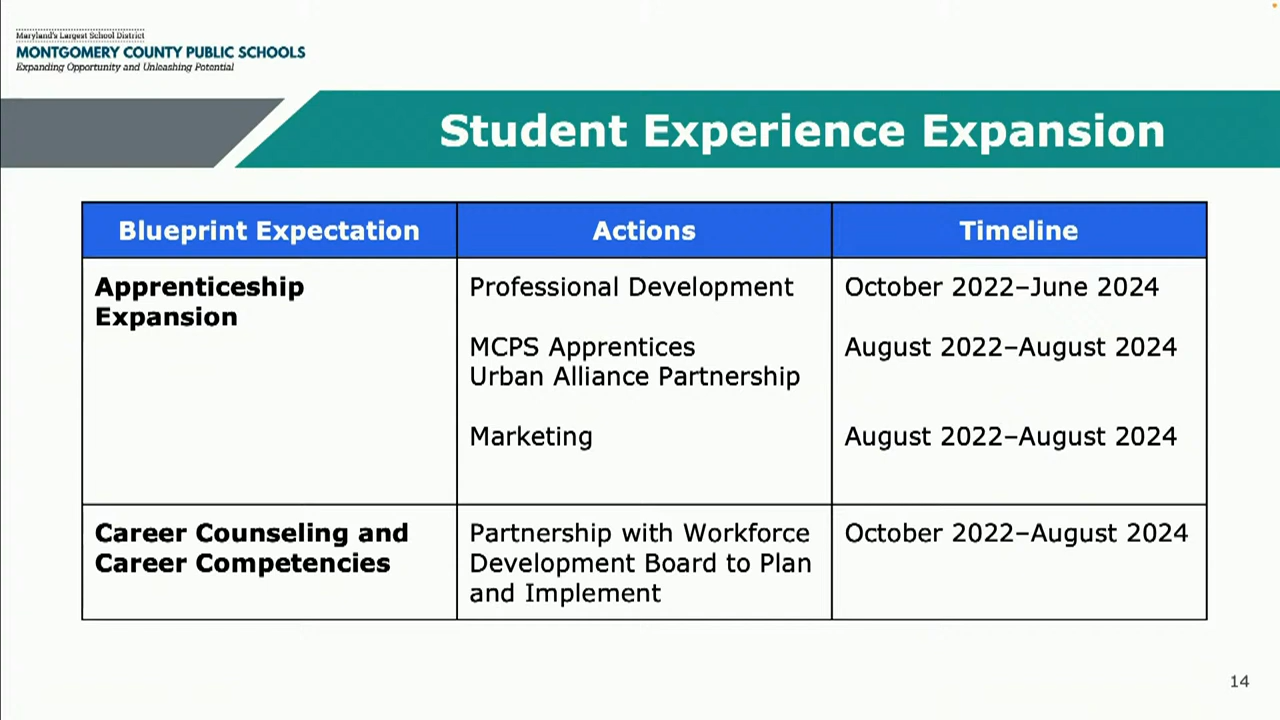 Maryland's Largest School District
MONTGOMERY COUNTY PUBLIC SCHOOLS
Expanding Opportunity and Unleashing Potential
Student Experience Expansion
Blueprint Expectation
Actions
Timeline
Apprenticeship
Expansion
Professional Development
October 2022–June 2024
MCPS Apprentices
Urban Alliance Partnership
August 2022–August 2024
Marketing
August 2022–August 2024
Career Counseling and
Career Competencies
Partnership with Workforce
Development Board to Plan
and Implement
October 2022–August 2024
14